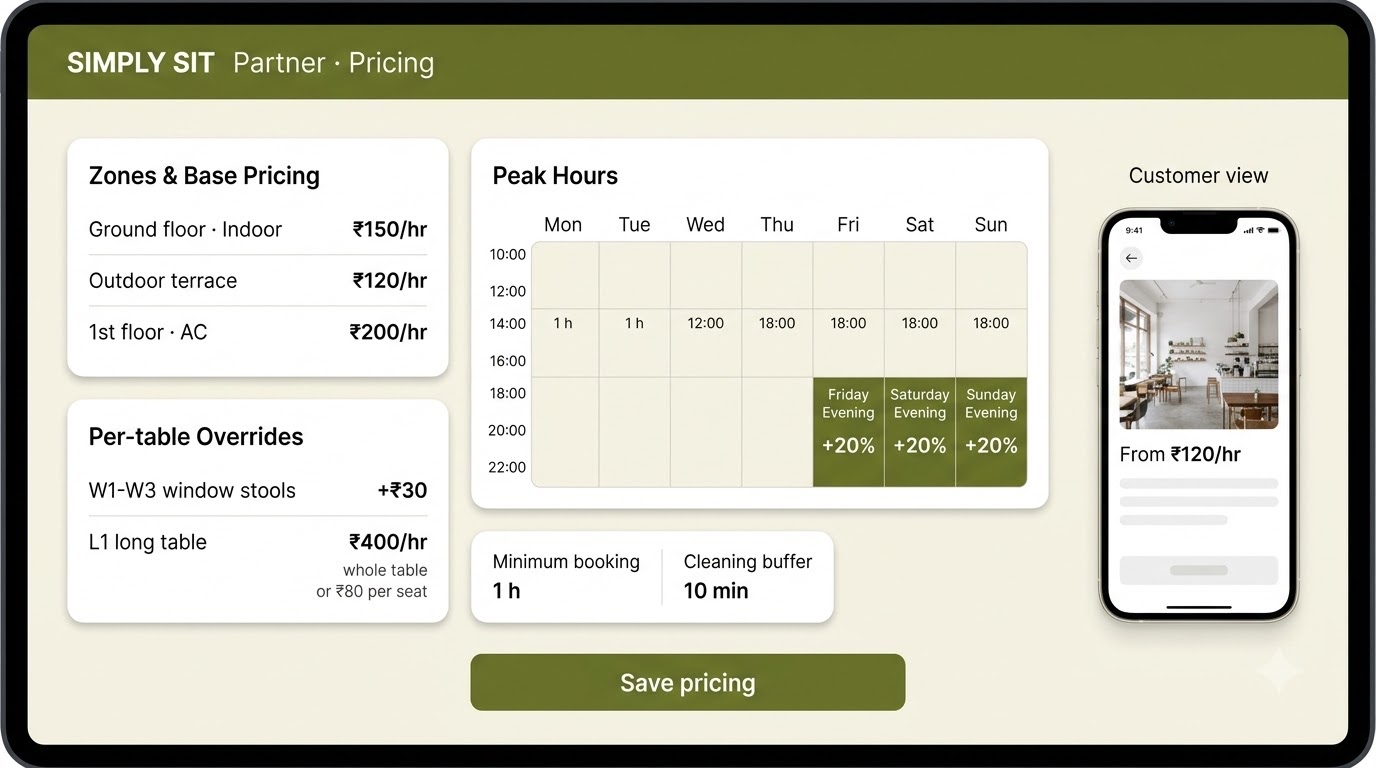 SIMPLY SIT Partner · Pricing
Zones & Base Pricing
Ground floor · Indoor ₹150/hr
Outdoor terrace ₹120/hr
1st floor · AC ₹200/hr
Per-table Overrides
W1-W3 window stools +₹30
L1 long table ₹400/hr
whole table
or ₹80 per seat
Peak Hours
Mon Tue Wed Thu Fri Sat Sun
10:00
12:00
14:00 1 h 1 h 12:00 18:00 18:00 18:00 18:00
16:00
18:00 Friday Evening Saturday Evening Sunday Evening
20:00 +20% +20% +20%
22:00
Minimum booking
1 h
Cleaning buffer
10 min
Save pricing
Customer view
9:41
From ₹120/hr